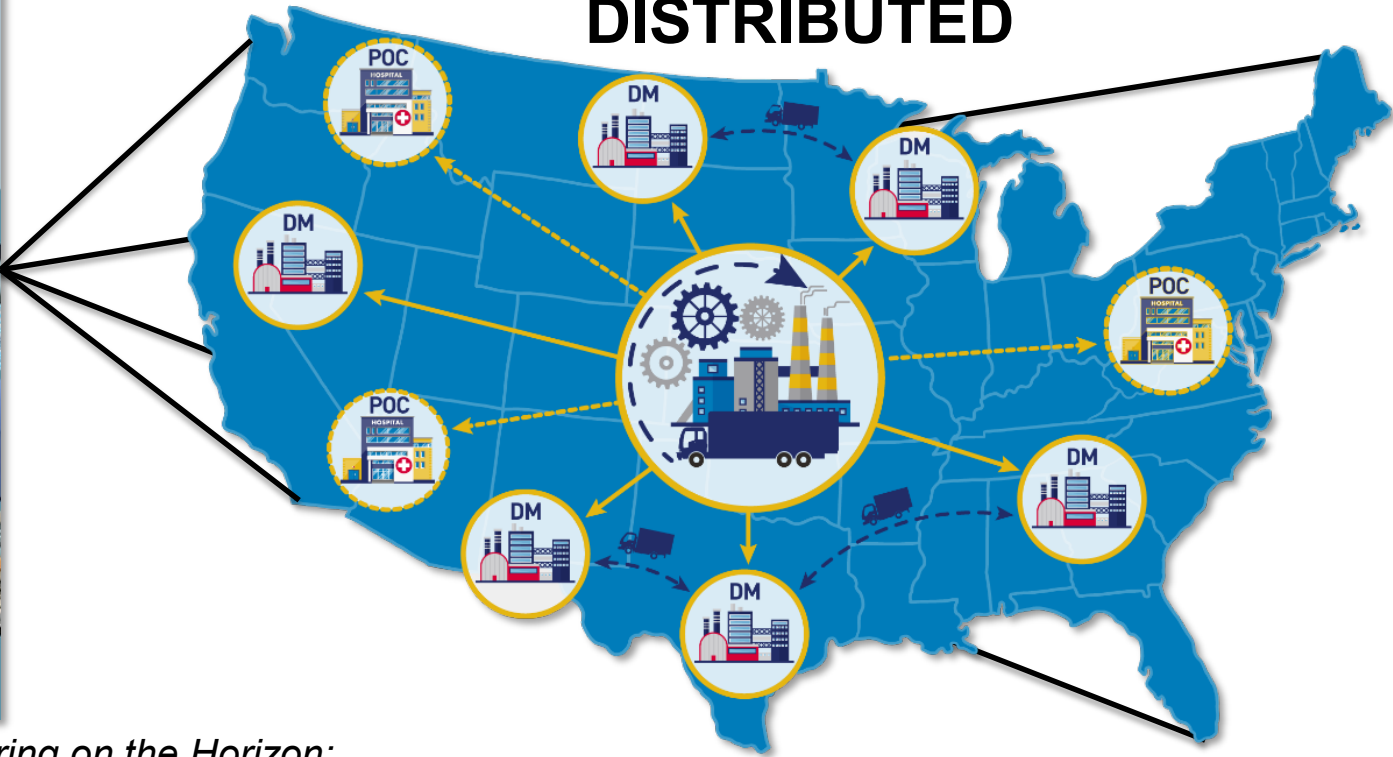 DISTRIBUTED
POC
HOSPITAL
DM
DM
DM
POC
HOSPITAL
POC
HOSPITAL
DM
DM
DM
ring on the Horizon: